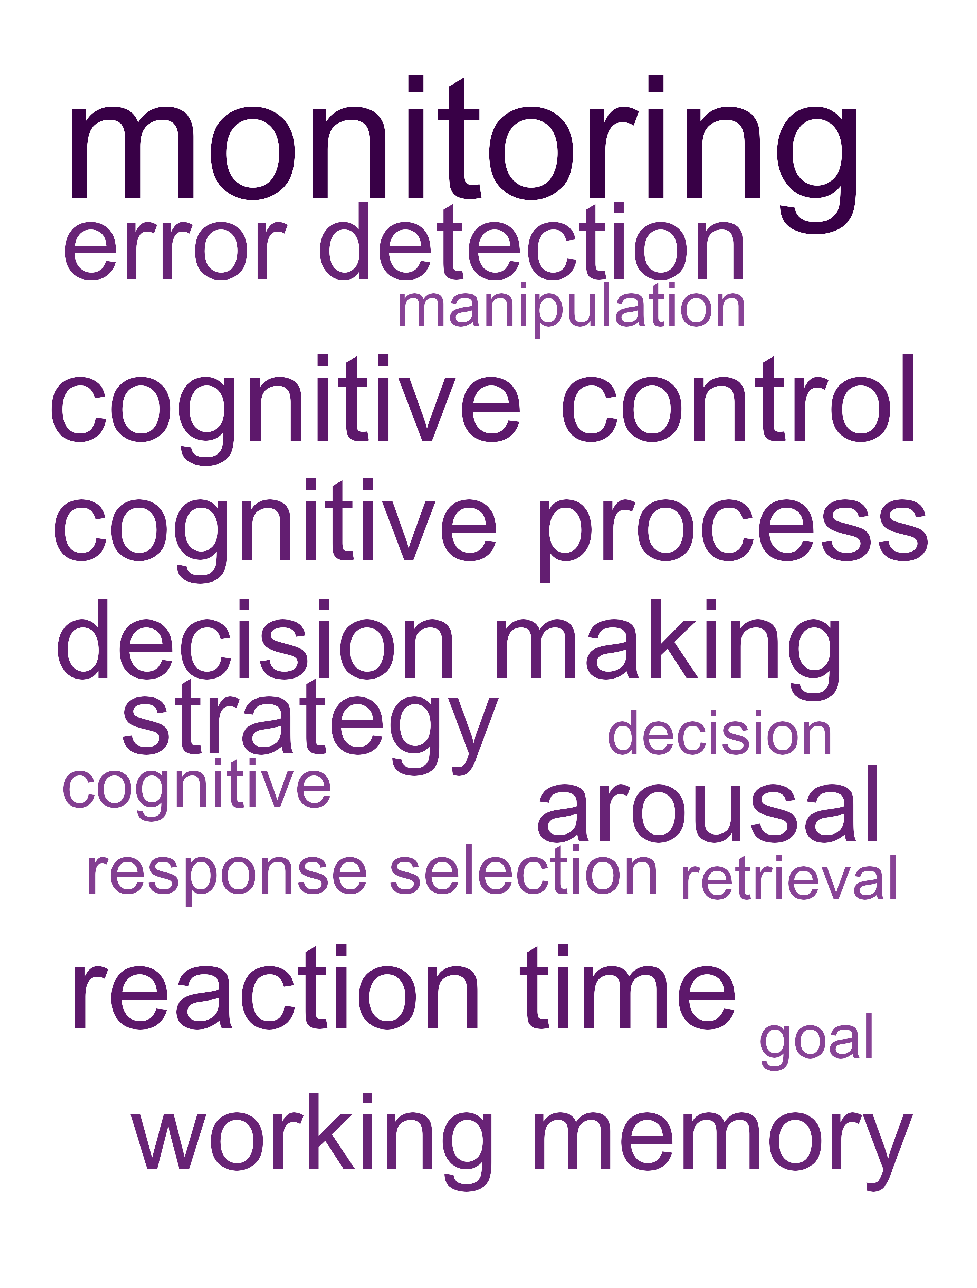 monitoring
error detection
manipulation
cognitive control
cognitive process
decision making
strategy
decision
cognitive
arousal
response selection
retrieval
reaction time
goal
working memory